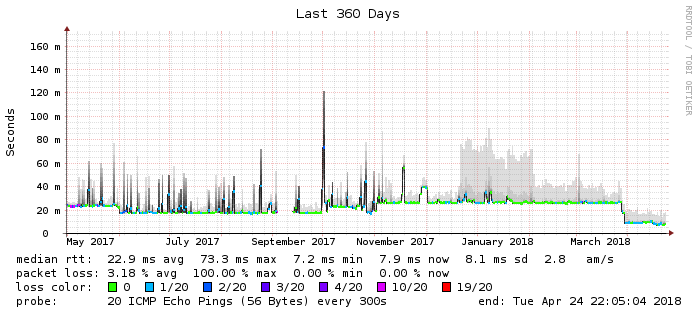 Last 360 Days
RRDTOOL / TOBI OETIKER
Seconds
160 m
140 m
120 m
100 m
80 m
60 m
40 m
20 m
0
May 2017 July 2017 September 2017 November 2017 January 2018 March 2018
median rtt: 22.9 ms avg 73.3 ms max 7.2 ms min 7.9 ms now 8.1 ms sd 2.8 am/s
packet loss: 3.18 % avg 100.00 % max 0.00 % min 0.00 % now
loss color: 0 1/20 2/20 3/20 4/20 10/20 19/20
probe: 20 ICMP Echo Pings (56 Bytes) every 300s end: Tue Apr 24 22:05:04 2018